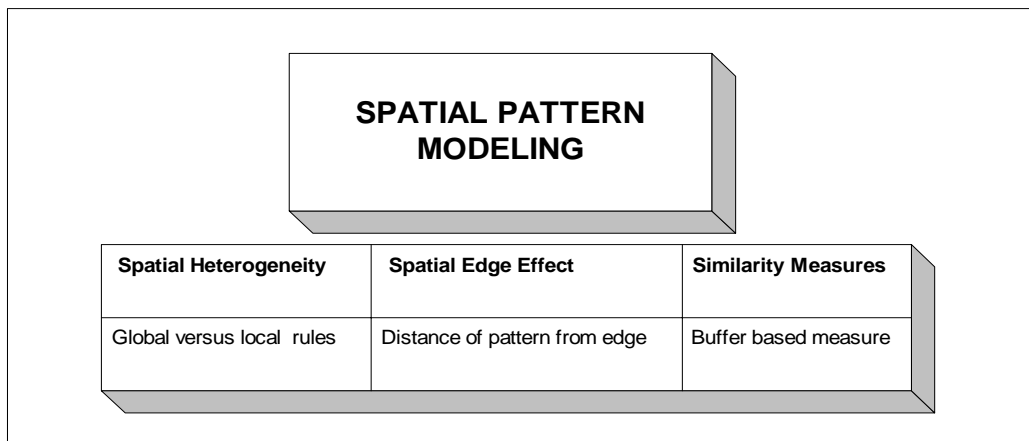 SPATIAL PATTERN
MODELING
Spatial Heterogeneity
Spatial Edge Effect
Similarity Measures
Global versus local rules
Distance of pattern from edge
Buffer based measure